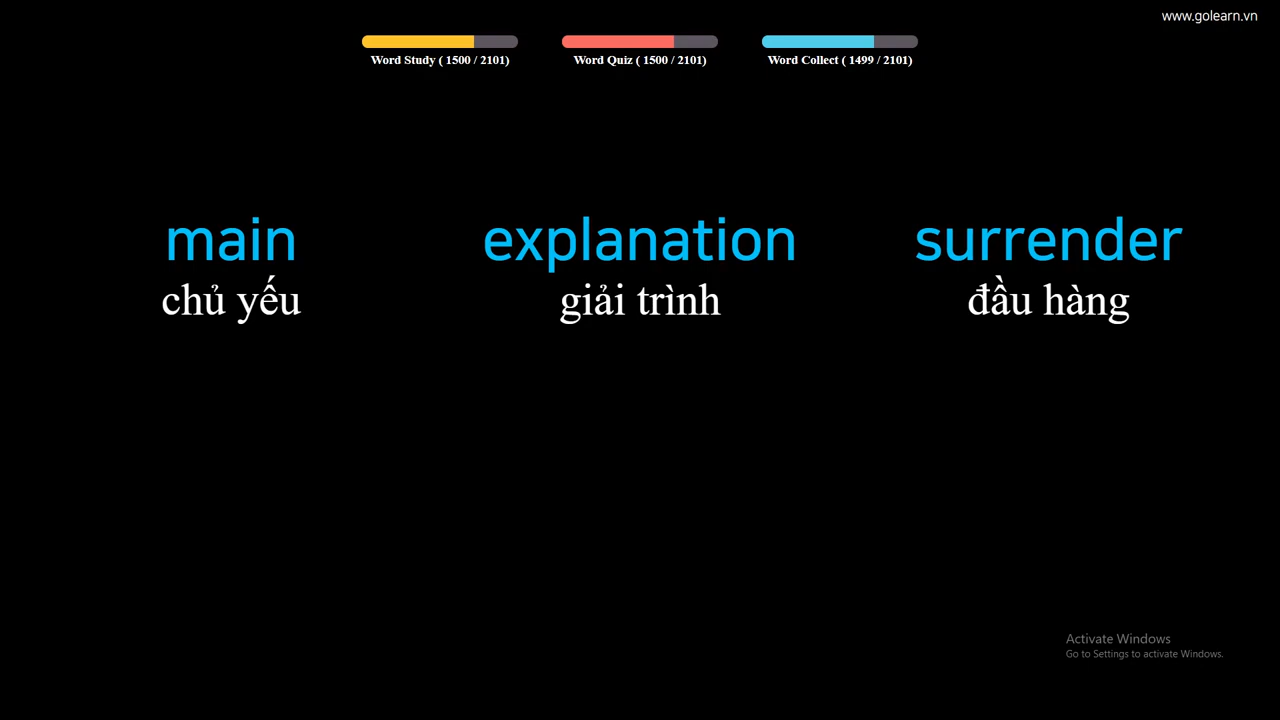 www.golearn.vn
Word Study ( 1500 / 2101) Word Quiz ( 1500 / 2101) Word Collect ( 1499 / 2101)
main explanation surrender
chủ yếu giải trình đầu hàng
Activate Windows
Go to Settings to activate Windows.